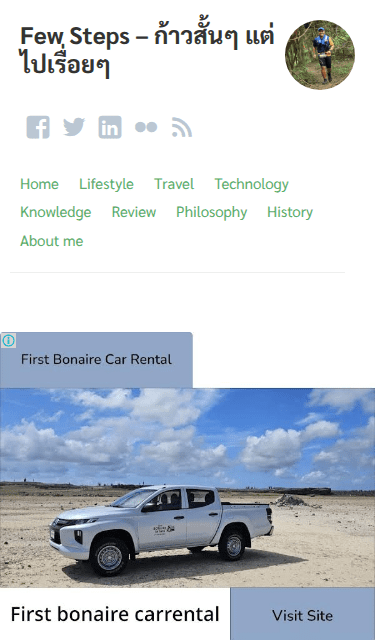 Few Steps – ก้าวสั้นๆ แต่
ไปเรื่อยๆ
Home Lifestyle Travel Technology
Knowledge Review Philosophy History
About me
First Bonaire Car Rental
First bonaire carrental
Visit Site